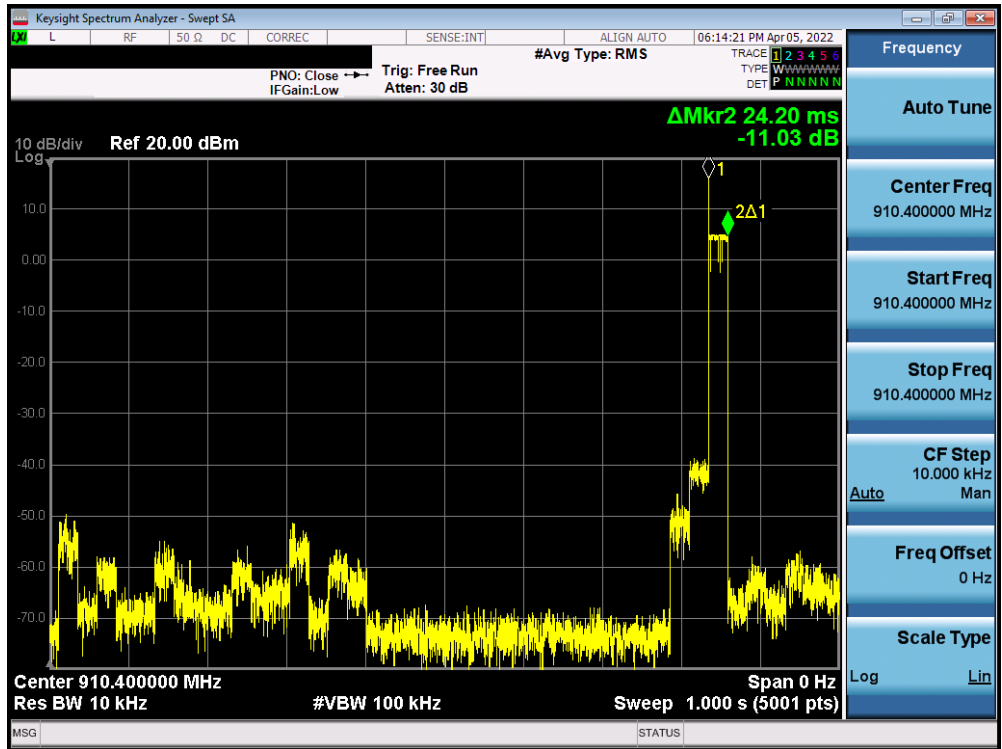 Keysight Spectrum Analyzer - Swept SA
LXI L RF 50 Ω DC CORREC SENSE:INT ALIGN AUTO 06:14:21 PM Apr 05, 2022
#Avg Type: RMS
TRACE 1 2 3 4 5 6
PNO: Close Trig: Free Run
TYPE WWWWWW
IFGain:Low Atten: 30 dB
DET P N N N N N
ΔMkr2 24.20 ms
-11.03 dB
10 dB/div Ref 20.00 dBm
Log
1
2Δ1
10.0
0.00
-10.0
-20.0
-30.0
-40.0
-50.0
-60.0
-70.0
Center 910.400000 MHz Span 0 Hz
Res BW 10 kHz #VBW 100 kHz Sweep 1.000 s (5001 pts)
MSG STATUS
Frequency
Auto Tune
Center Freq
910.400000 MHz
Start Freq
910.400000 MHz
Stop Freq
910.400000 MHz
CF Step
10.000 kHz
Auto Man
Freq Offset
0 Hz
Scale Type
Log Lin